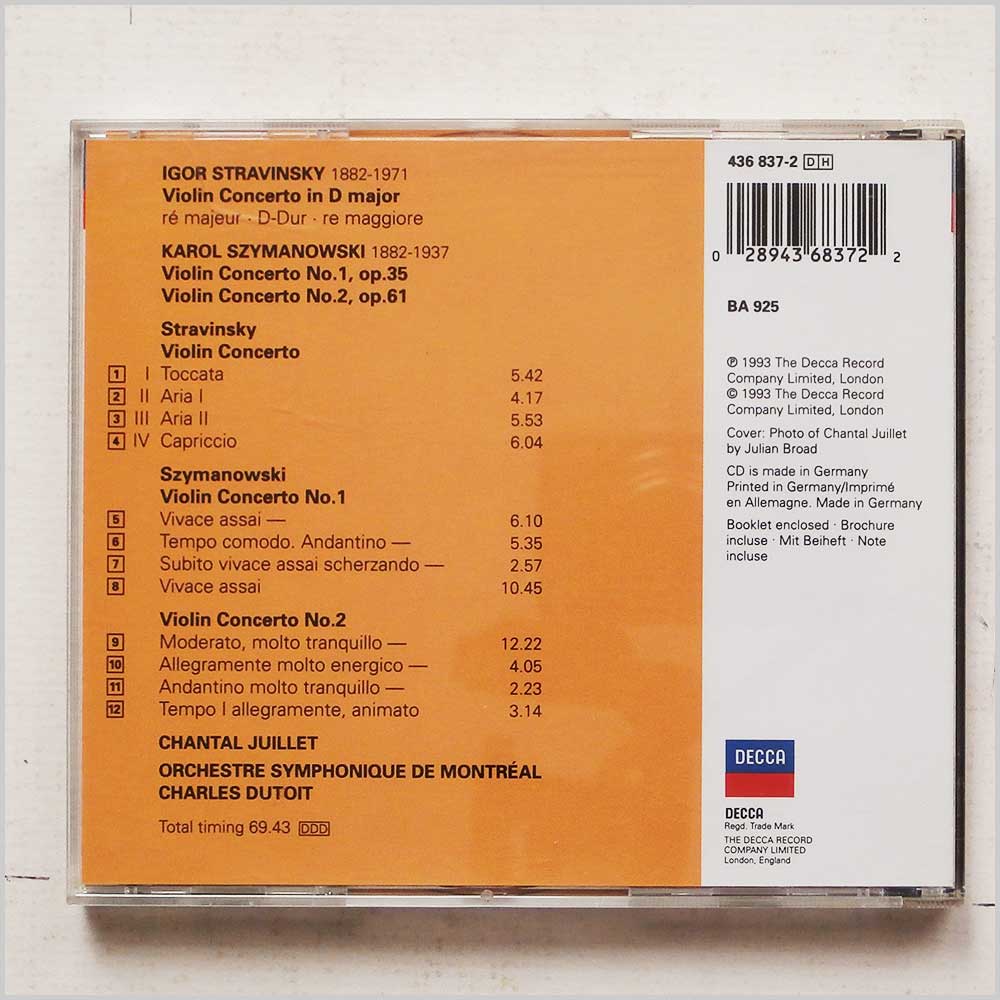 IGOR STRAVINSKY 1882-1971
Violin Concerto in D major
ré majeur · D-Dur · re maggiore
KAROL SZYMANOWSKI 1882-1937
Violin Concerto No.1, op.35
Violin Concerto No.2, op.61
Stravinsky
Violin Concerto
1 I Toccata 5.42
2 II Aria I 4.17
3 III Aria II 5.53
4 IV Capriccio 6.04
Szymanowski
Violin Concerto No.1
5 Vivace assai — 6.10
6 Tempo comodo. Andantino — 5.35
7 Subito vivace assai scherzando — 2.57
8 Vivace assai 10.45
Violin Concerto No.2
9 Moderato, molto tranquillo — 12.22
10 Allegramente molto energico — 4.05
11 Andantino molto tranquillo — 2.23
12 Tempo I allegramente, animato 3.14
CHANTAL JUILLET
ORCHESTRE SYMPHONIQUE DE MONTRÉAL
CHARLES DUTOIT
Total timing 69.43 DDD
436 837-2 DH
0 28943 68372 2
BA 925
℗ 1993 The Decca Record
Company Limited, London
© 1993 The Decca Record
Company Limited, London
Cover: Photo of Chantal Juillet
by Julian Broad
CD is made in Germany
Printed in Germany/Imprimé
en Allemagne. Made in Germany
Booklet enclosed · Brochure
incluse · Mit Beiheft · Note
incluse
DECCA
DECCA
Regd. Trade Mark
THE DECCA RECORD
COMPANY LIMITED
London, England